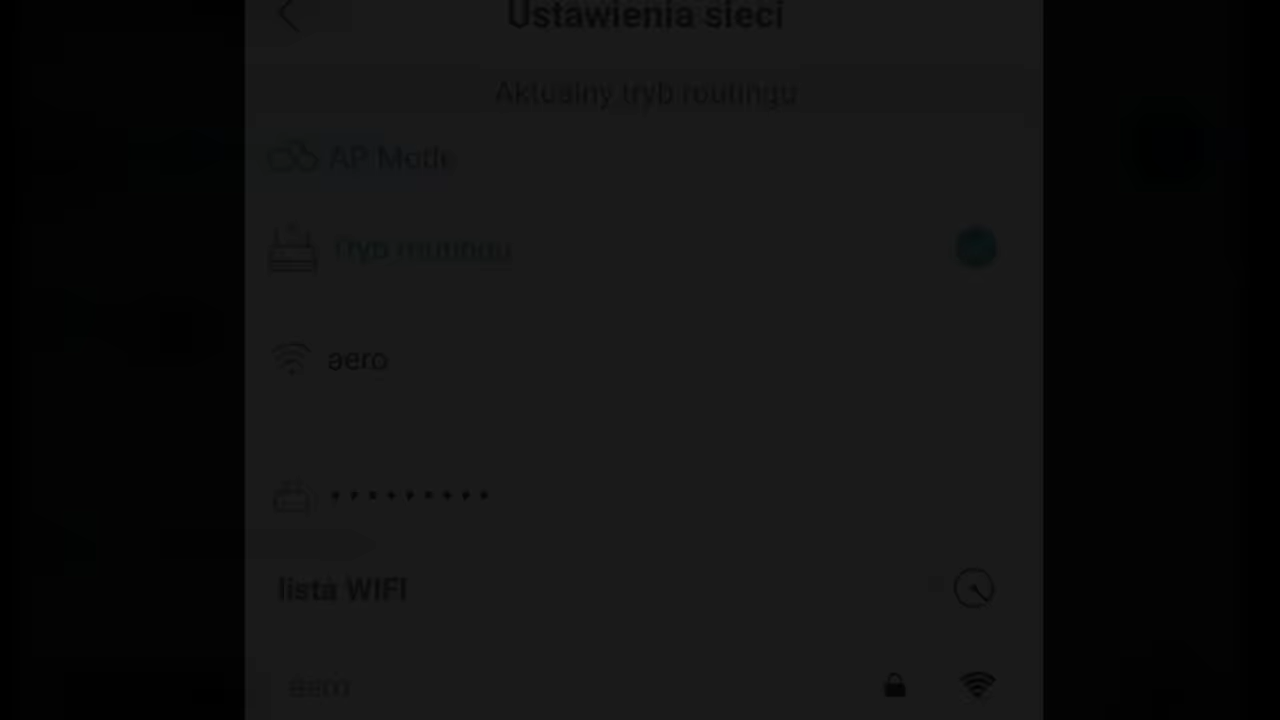 Ustawienia sieci
Aktualny tryb routingu
AP Mode
Tryb routingu
aero
•••••••••
lista WIFI